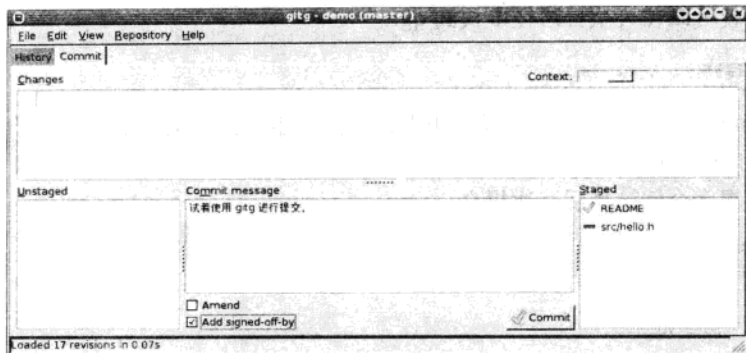 gitg - demo (master)
File Edit View Repository Help
History Commit
Changes
Context:
Unstaged
Commit message
Staged
试着使用 gitg 进行提交。
README
src/hello.h
Amend
Add signed-off-by
Commit
Loaded 17 revisions in 0.07s